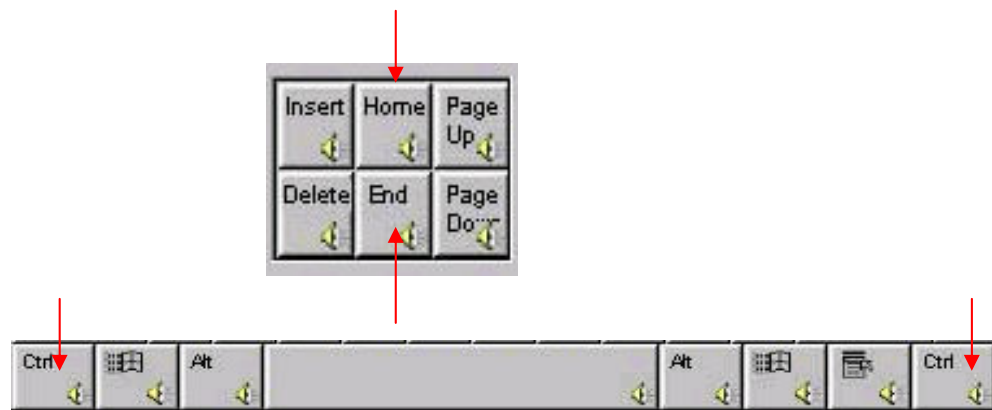 Insert Home Page
Up
Delete End Page
Ctrl Alt Alt Ctrl